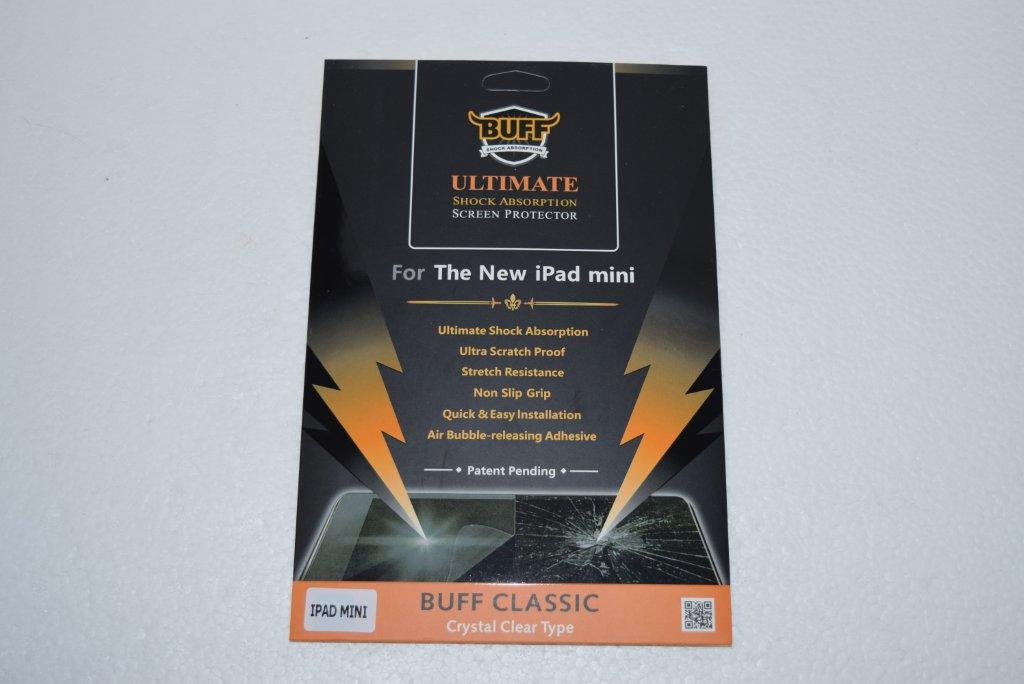 BUFF
SHOCK ABSORPTION
ULTIMATE
SHOCK ABSORPTION
SCREEN PROTECTOR
For The New iPad mini
Ultimate Shock Absorption
Ultra Scratch Proof
Stretch Resistance
Non Slip Grip
Quick & Easy Installation
Air Bubble-releasing Adhesive
Patent Pending
IPAD MINI
BUFF CLASSIC
Crystal Clear Type